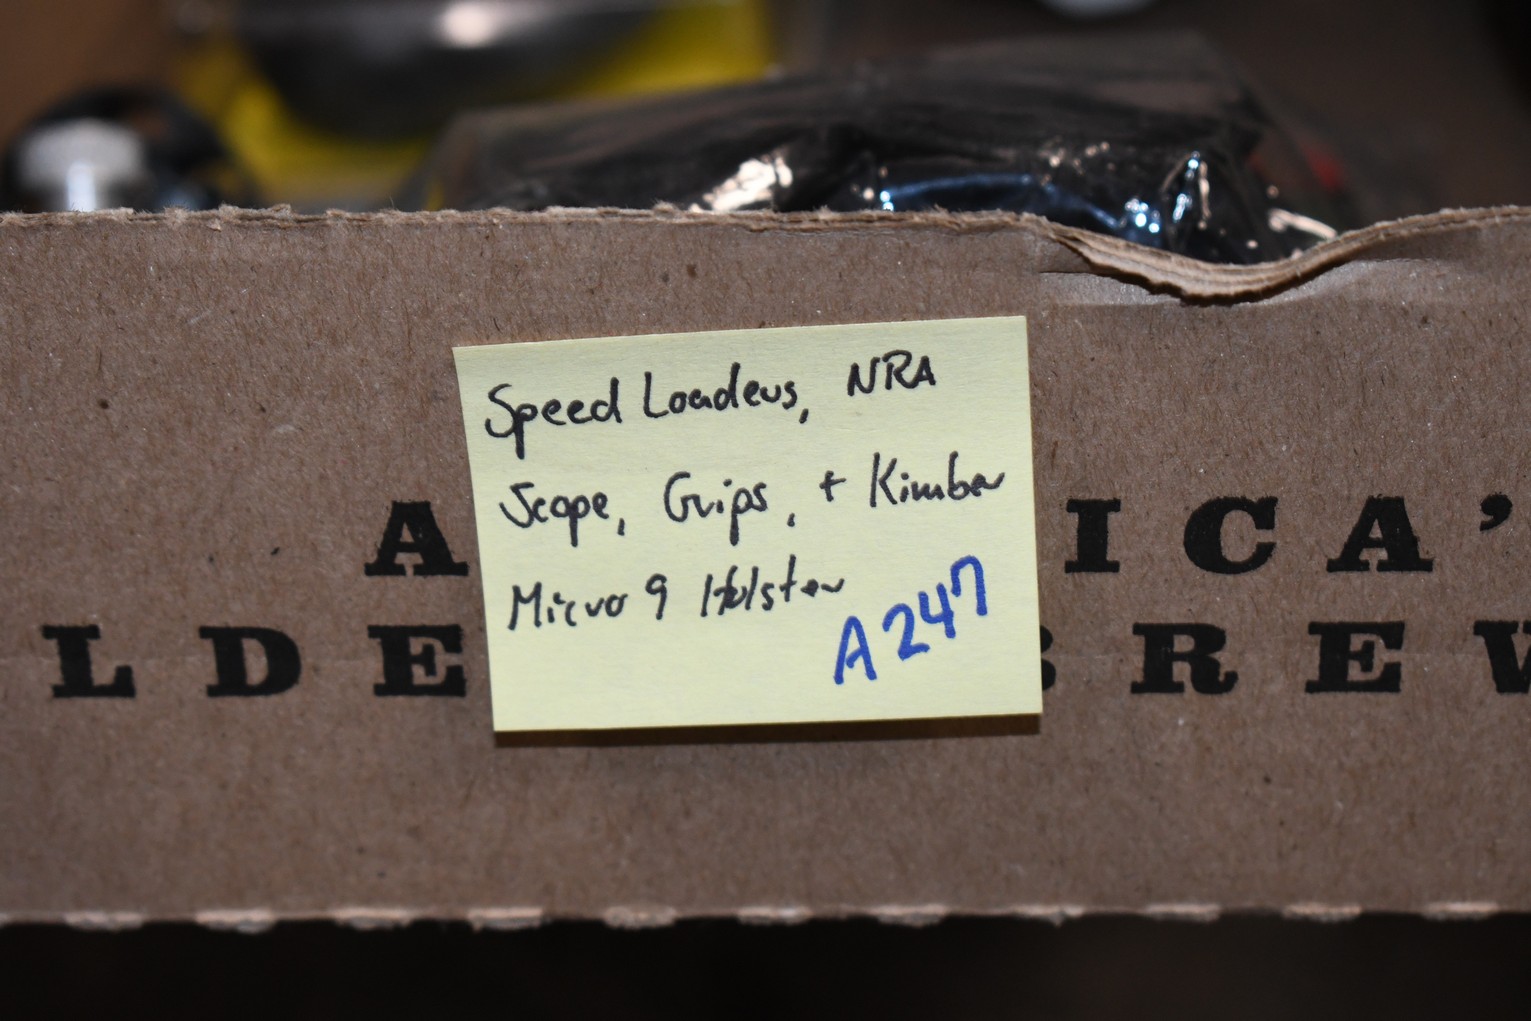 Speed Loaders, NRA
Scope, Grips, + Kimber
Micro 9 Holster
A247
A ICA'
LDE REW